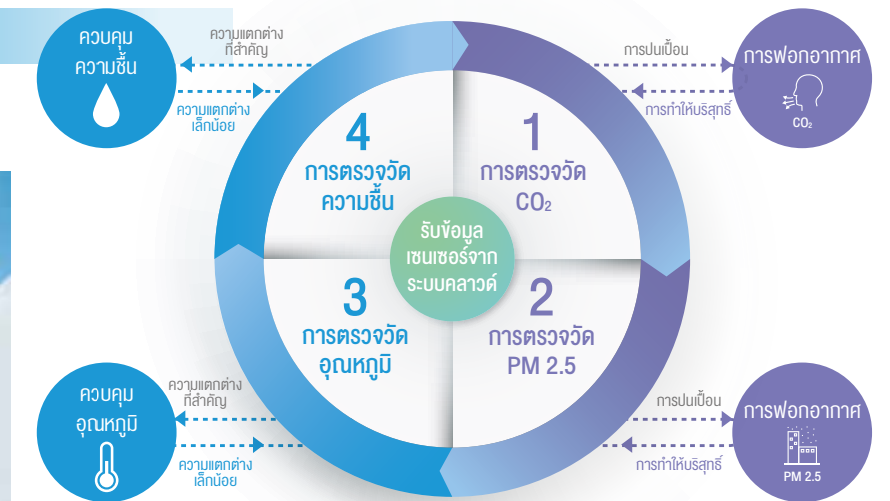 ควบคุม
ความชื้น
ความแตกต่าง
ที่สำคัญ
ความแตกต่าง
เล็กน้อย
4
การตรวจวัด
ความชื้น
1
การตรวจวัด
CO₂
การปนเปื้อน
การทำให้บริสุทธิ์
การฟอกอากาศ
CO₂
รับข้อมูล
เซนเซอร์จาก
ระบบคลาวด์
3
การตรวจวัด
อุณหภูมิ
2
การตรวจวัด
PM 2.5
ควบคุม
อุณหภูมิ
ความแตกต่าง
ที่สำคัญ
ความแตกต่าง
เล็กน้อย
การปนเปื้อน
การทำให้บริสุทธิ์
การฟอกอากาศ
PM 2.5